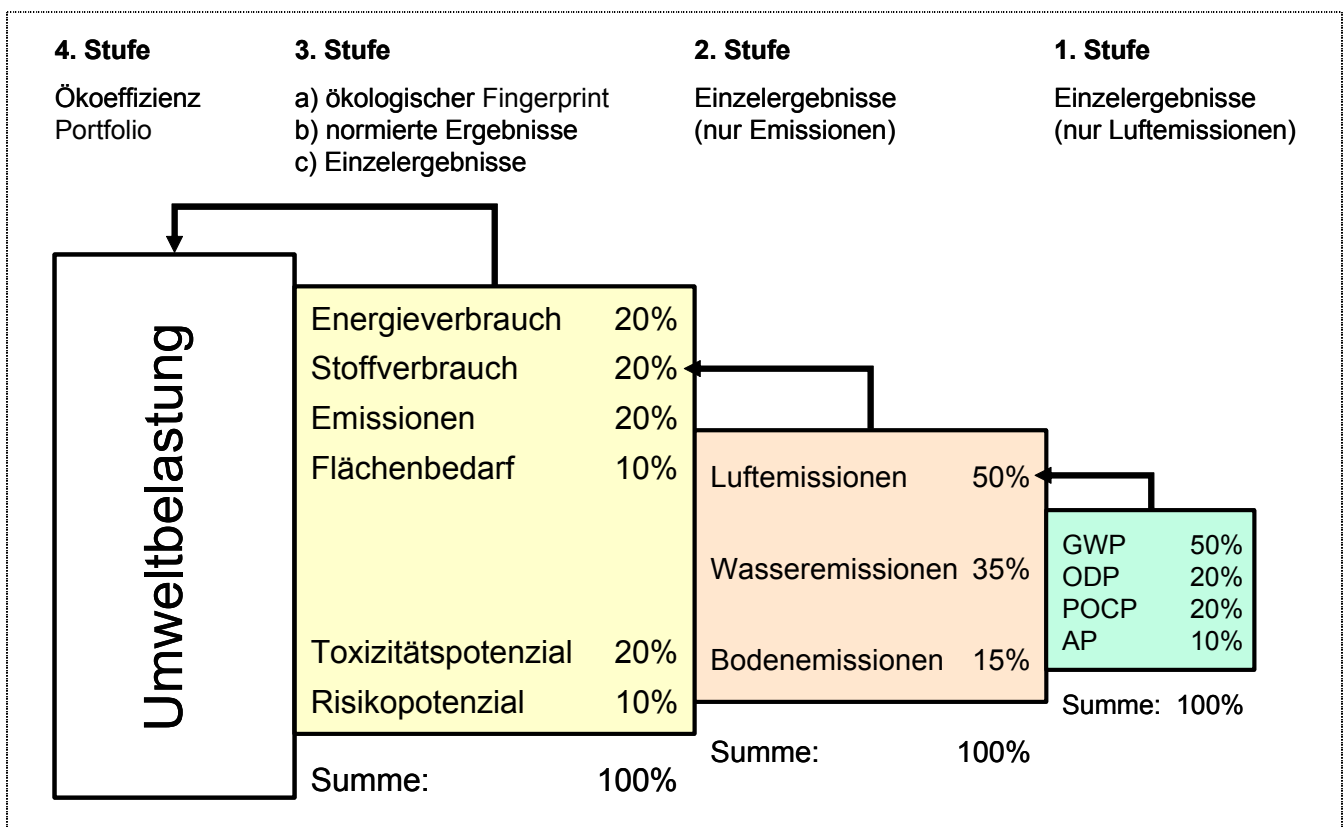 4. Stufe
Ökoeffizienz
Portfolio
3. Stufe
a) ökologischer Fingerprint
b) normierte Ergebnisse
c) Einzelergebnisse
2. Stufe
Einzelergebnisse
(nur Emissionen)
1. Stufe
Einzelergebnisse
(nur Luftemissionen)
Umweltbelastung
Energieverbrauch 20%
Stoffverbrauch 20%
Emissionen 20%
Flächenbedarf 10%
Toxizitätspotenzial 20%
Risikopotenzial 10%
Summe: 100%
Luftemissionen 50%
Wasseremissionen 35%
Bodenemissionen 15%
Summe: 100%
GWP 50%
ODP 20%
POCP 20%
AP 10%
Summe: 100%